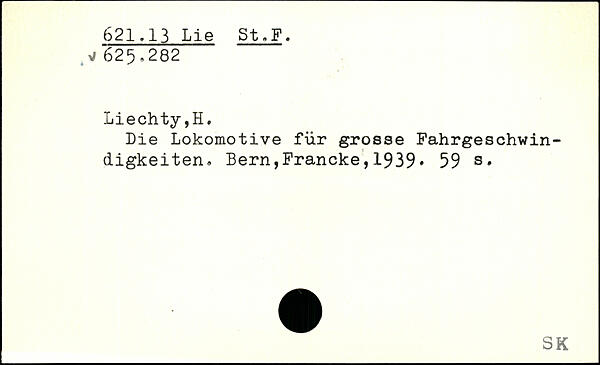 621.13 Lie St.F.
√ 625.282
Liechty,H.
Die Lokomotive für grosse Fahrgeschwin-
digkeiten. Bern,Francke,1939. 59 s.
SK